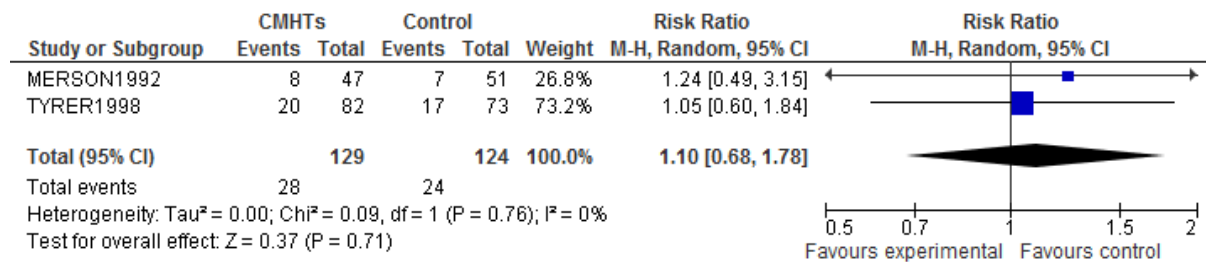 CMHTs Control Risk Ratio Risk Ratio
Study or Subgroup Events Total Events Total Weight M-H, Random, 95% CI M-H, Random, 95% CI
MERSON1992 8 47 7 51 26.8% 1.24 [0.49, 3.15]
TYRER1998 20 82 17 73 73.2% 1.05 [0.60, 1.84]
Total (95% CI) 129 124 100.0% 1.10 [0.68, 1.78]
Total events 28 24
Heterogeneity: Tau² = 0.00; Chi² = 0.09, df = 1 (P = 0.76); I² = 0%
Test for overall effect: Z = 0.37 (P = 0.71)
0.5 0.7 1 1.5 2
Favours experimental Favours control